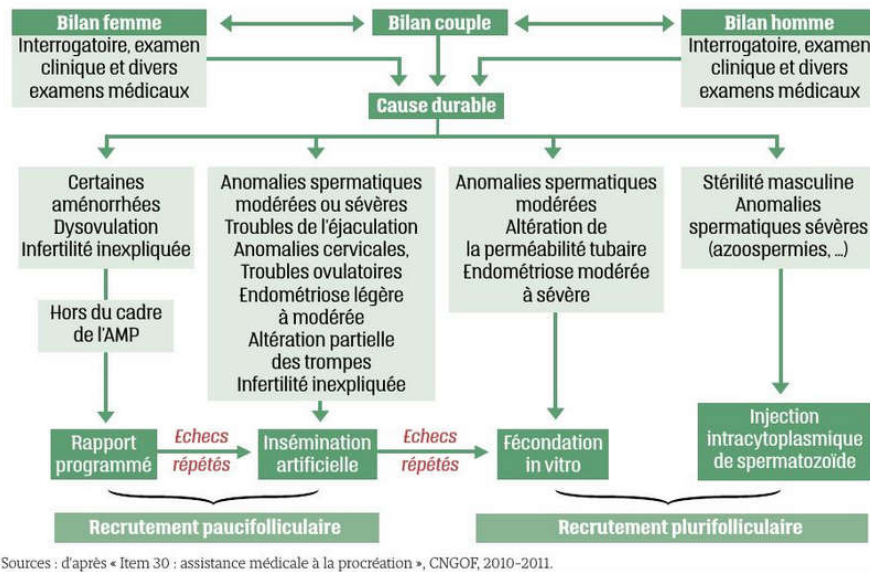 Bilan femme
Interrogatoire, examen
clinique et divers
examens médicaux
Bilan couple
Bilan homme
Interrogatoire, examen
clinique et divers
examens médicaux
Cause durable
Certaines
aménorrhées
Dysovulation
Infertilité inexpliquée
Hors du cadre
de l'AMP
Anomalies spermatiques
modérées ou sévères
Troubles de l'éjaculation
Anomalies cervicales,
Troubles ovulatoires
Endométriose légère
à modérée
Altération partielle
des trompes
Infertilité inexpliquée
Anomalies spermatiques
modérées
Altération de
la perméabilité tubaire
Endométriose modérée
à sévère
Stérilité masculine
Anomalies
spermatiques sévères
(azoospermies, ...)
Rapport
programmé
Echecs
répétés
Insémination
artificielle
Echecs
répétés
Fécondation
in vitro
Injection
intracytoplasmique
de spermatozoïde
Recrutement paucifolliculaire
Recrutement plurifolliculaire
Sources : d'après « Item 30 : assistance médicale à la procréation », CNGOF, 2010-2011.